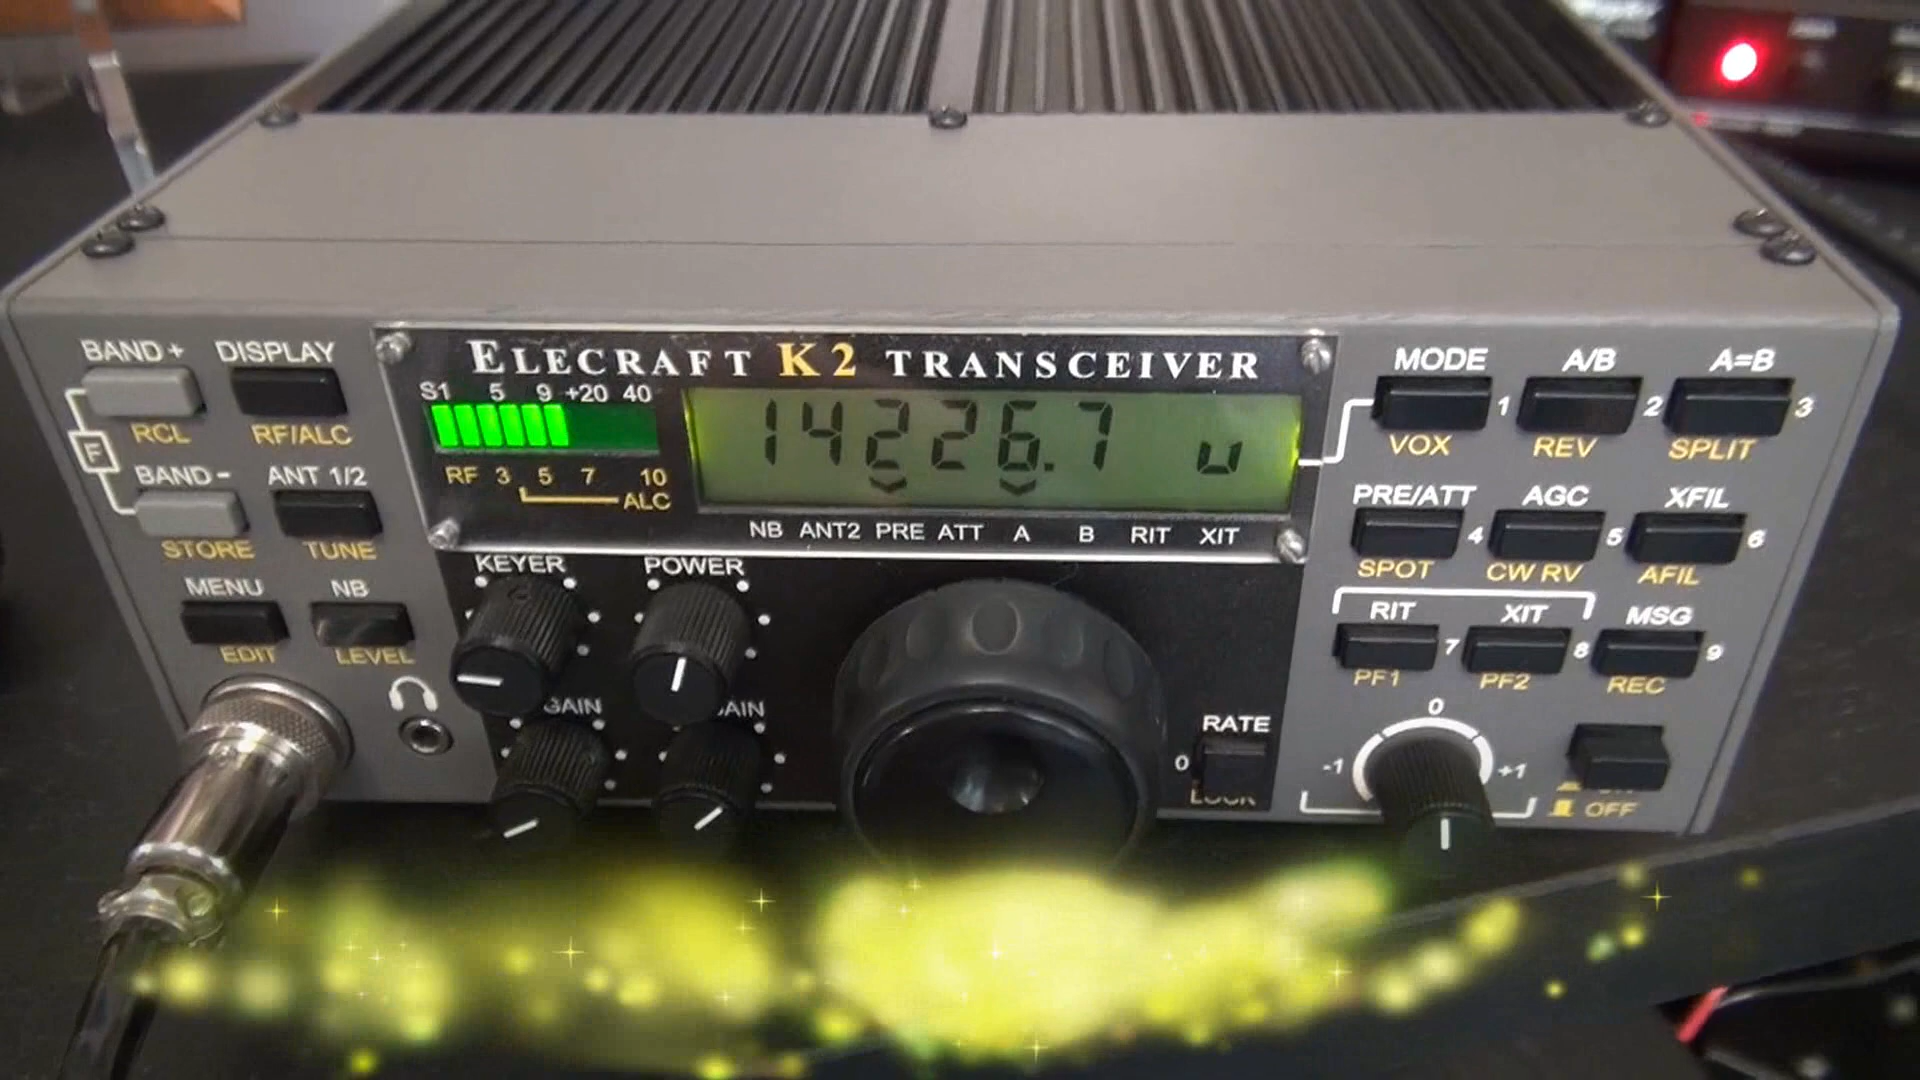 ELECRAFT K2 TRANSCEIVER
S1 5 9 +20 40
14226.7 u
RF 3 5 7 10
ALC
NB ANT2 PRE ATT A B RIT XIT
BAND + DISPLAY
RCL RF/ALC
F
BAND - ANT 1/2
STORE TUNE
MENU NB
EDIT LEVEL
KEYER POWER
GAIN
RATE
0
LOCK
MODE A/B A=B
1 2 3
VOX REV SPLIT
PRE/ATT AGC XFIL
4 5 6
SPOT CW RV AFIL
RIT XIT MSG
7 8 9
PF1 PF2 REC
0
-1 +1
OFF